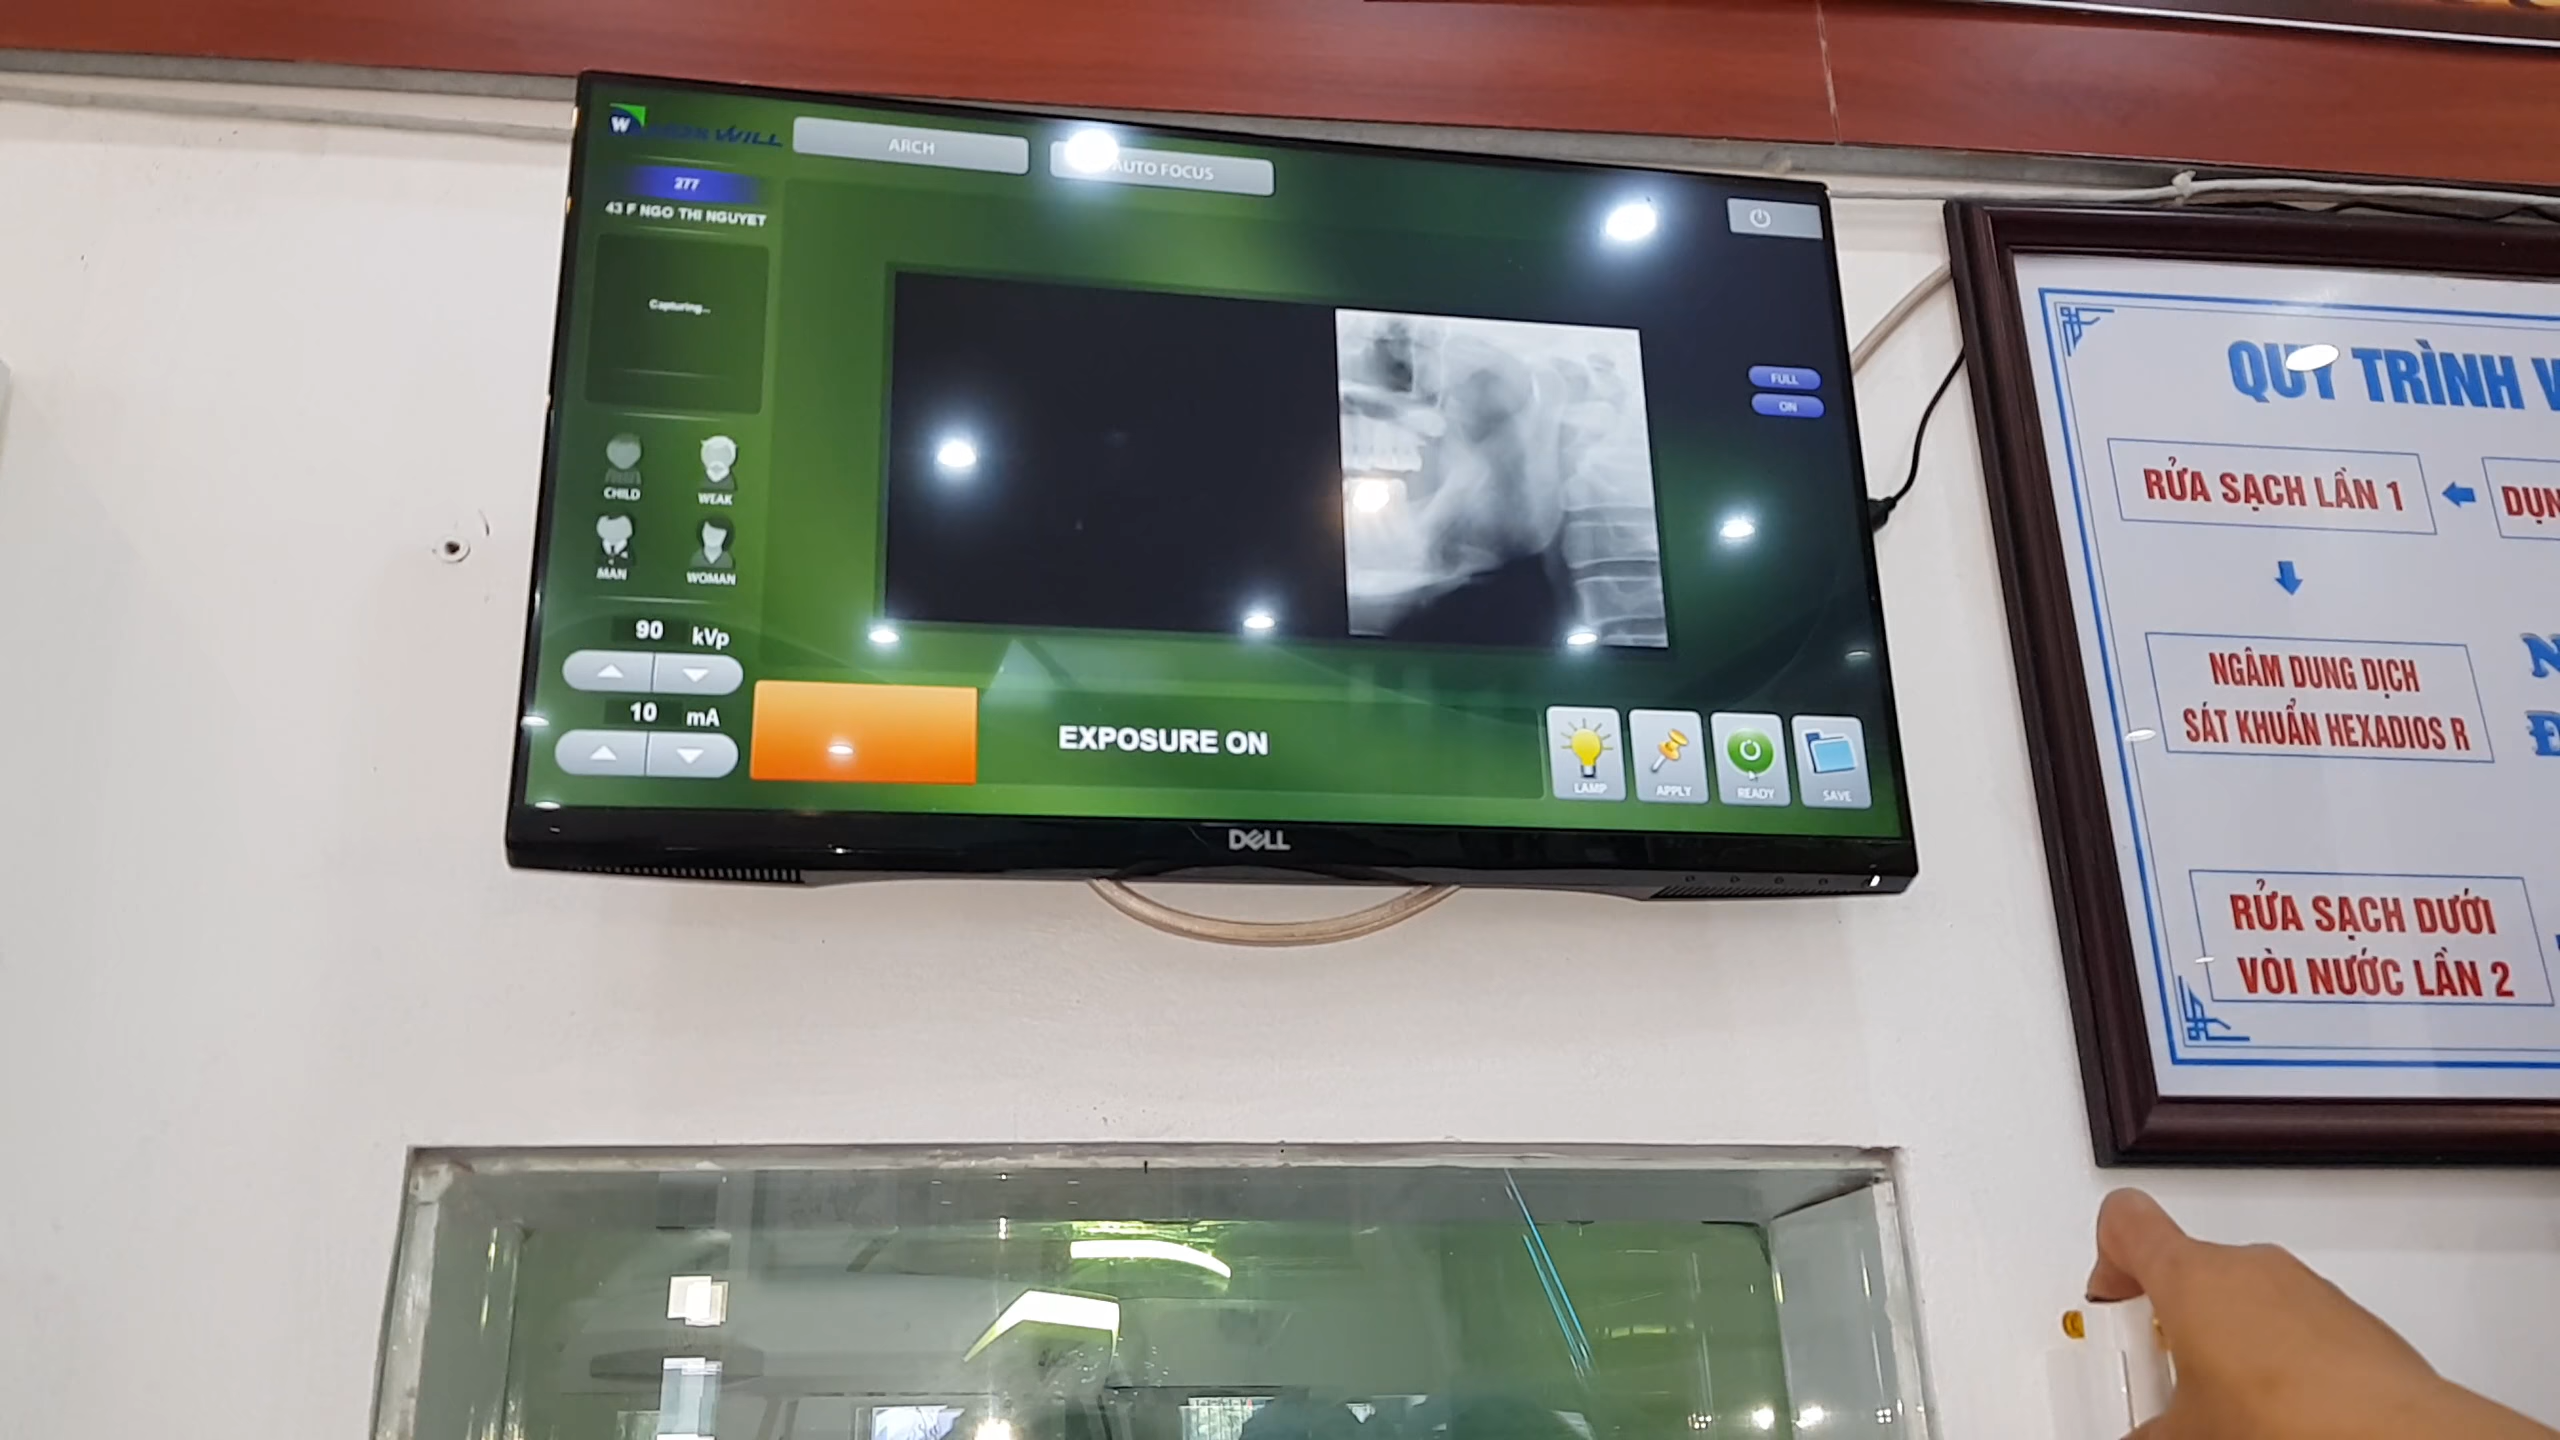 WILL
ARCH
AUTO FOCUS
277
43 F NGO THI NGUYET
Capturing...
FULL
ON
CHILD
WEAK
MAN
WOMAN
90 kVp
10 mA
EXPOSURE ON
LAMP
APPLY
READY
SAVE
DELL
QUY TRÌNH
RỬA SẠCH LẦN 1
NGÂM DUNG DỊCH
SÁT KHUẨN HEXADIOS R
RỬA SẠCH DƯỚI
VÒI NƯỚC LẦN 2